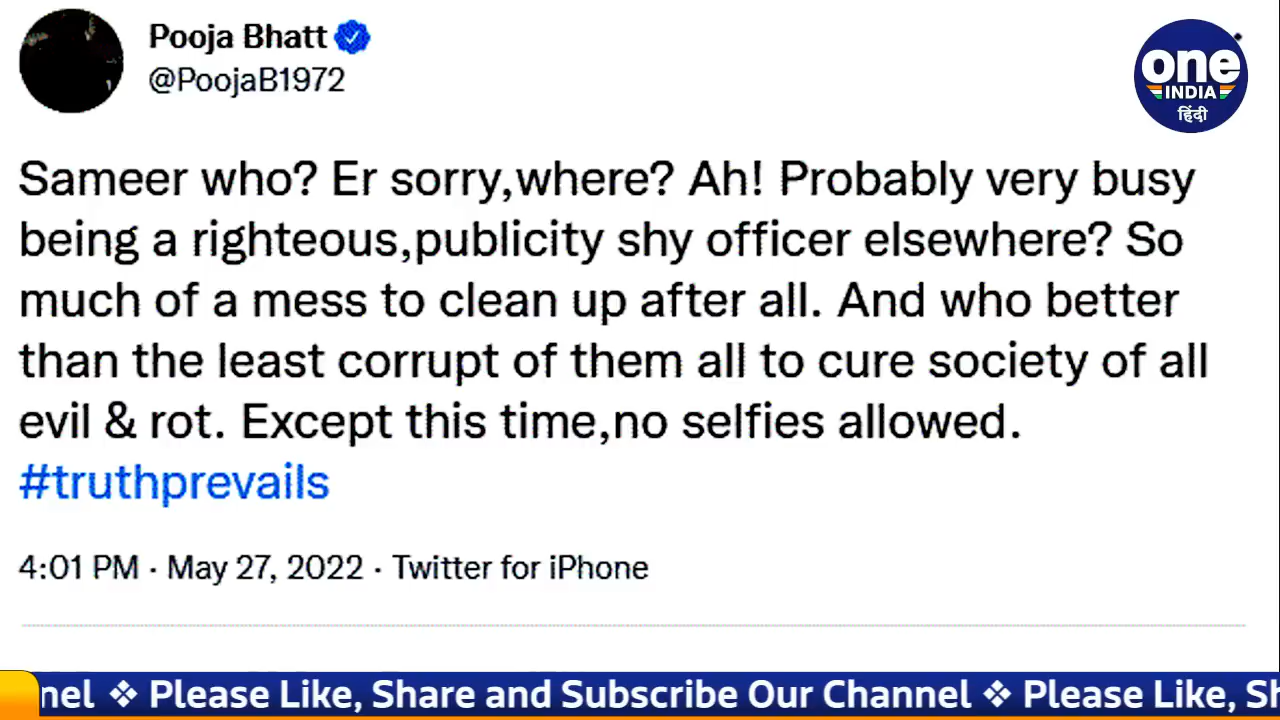 Pooja Bhatt
@PoojaB1972
one
INDIA
हिंदी
Sameer who? Er sorry,where? Ah! Probably very busy
being a righteous,publicity shy officer elsewhere? So
much of a mess to clean up after all. And who better
than the least corrupt of them all to cure society of all
evil & rot. Except this time,no selfies allowed.
#truthprevails
4:01 PM · May 27, 2022 · Twitter for iPhone
nel ❖ Please Like, Share and Subscribe Our Channel ❖ Please Like, Sh